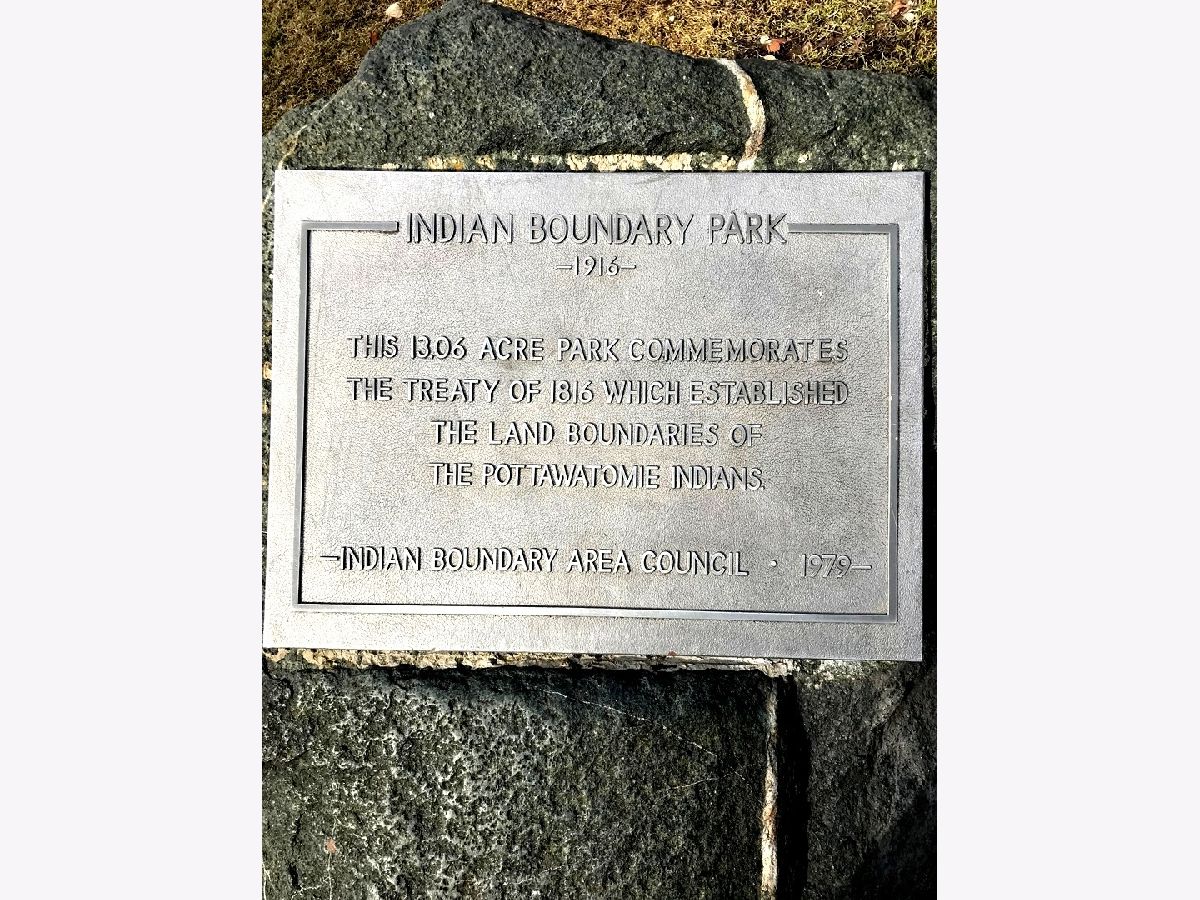 INDIAN BOUNDARY PARK
-1916-
THIS 13.06 ACRE PARK COMMEMORATES
THE TREATY OF 1816 WHICH ESTABLISHED
THE LAND BOUNDARIES OF
THE POTTAWATOMIE INDIANS.
-INDIAN BOUNDARY AREA COUNCIL · 1979-